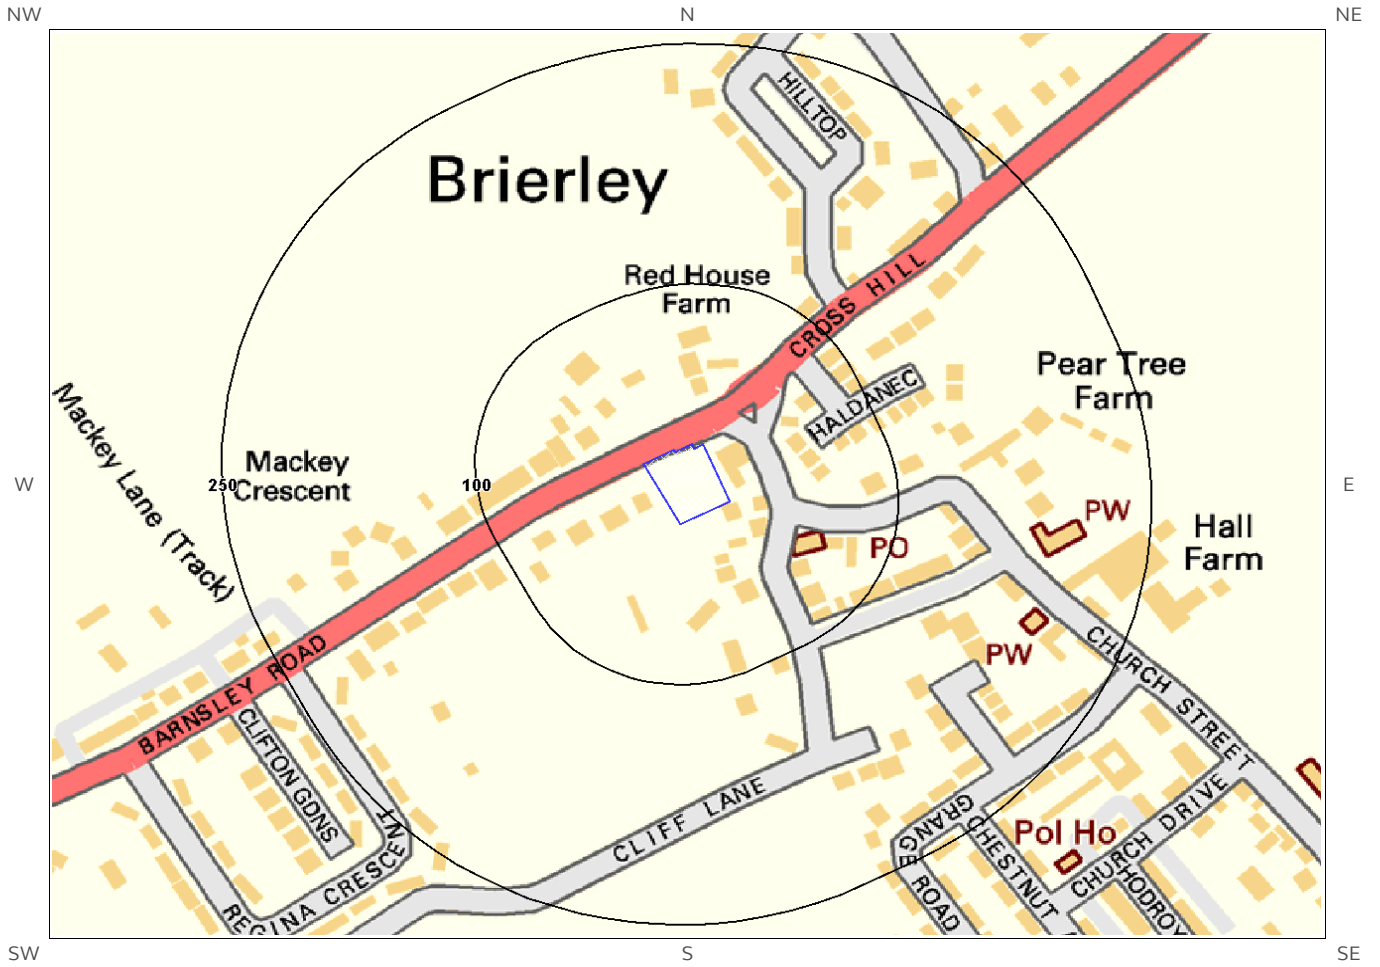 NW
N
NE
HILLTOP
Brierley
Red House
Farm
CROSS HILL
Pear Tree
Farm
HALDANEC
Mackey Lane (Track)
Mackey
Crescent
W
250
100
E
PW
Hall
Farm
PO
PW
CHURCH STREET
BARNSLEY ROAD
CLIFTON GDNS
CLIFF LANE
GRANGE ROAD
CHESTNUT
Pol Ho
CHURCH DRIVE
HODROY
REGINA CRESCENT
SW
S
SE